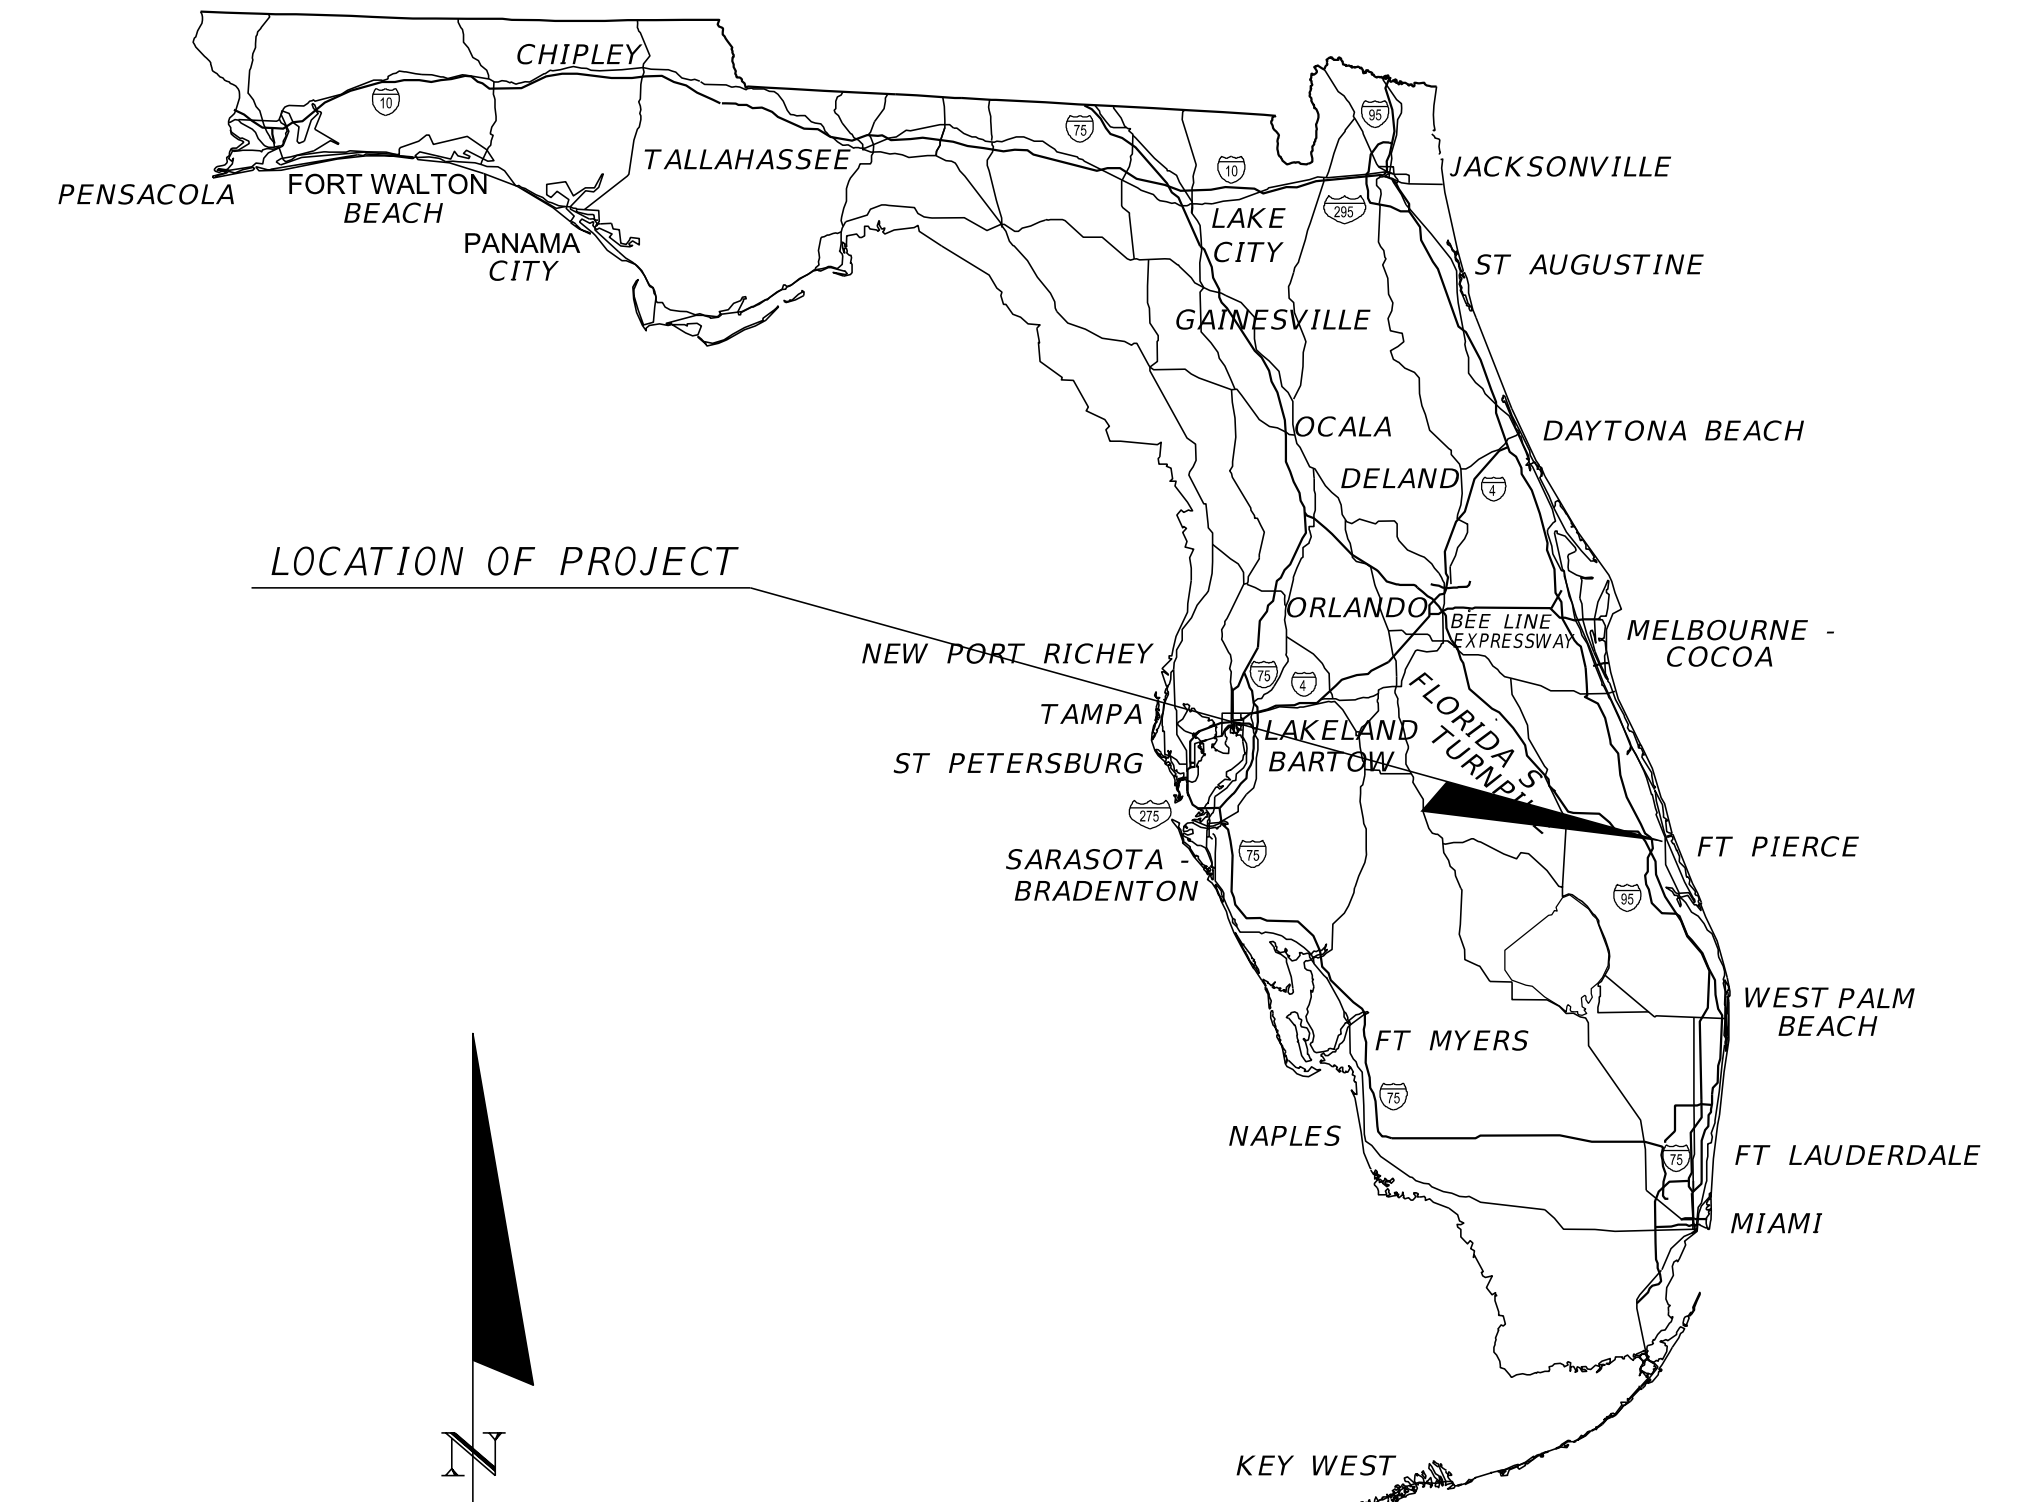 CHIPLEY
10
75
95
TALLAHASSEE
10
JACKSONVILLE
PENSACOLA
FORT WALTON
BEACH
295
LAKE
CITY
PANAMA
CITY
ST AUGUSTINE
GAINESVILLE
OCALA
DAYTONA BEACH
DELAND
4
LOCATION OF PROJECT
ORLANDO
BEE LINE
EXPRESSWAY
MELBOURNE -
COCOA
NEW PORT RICHEY
75
4
TAMPA
LAKELAND
BARTOW
FLORIDA S
TURNPIKE
ST PETERSBURG
275
75
FT PIERCE
SARASOTA -
BRADENTON
95
WEST PALM
BEACH
FT MYERS
75
NAPLES
75
FT LAUDERDALE
MIAMI
N
KEY WEST